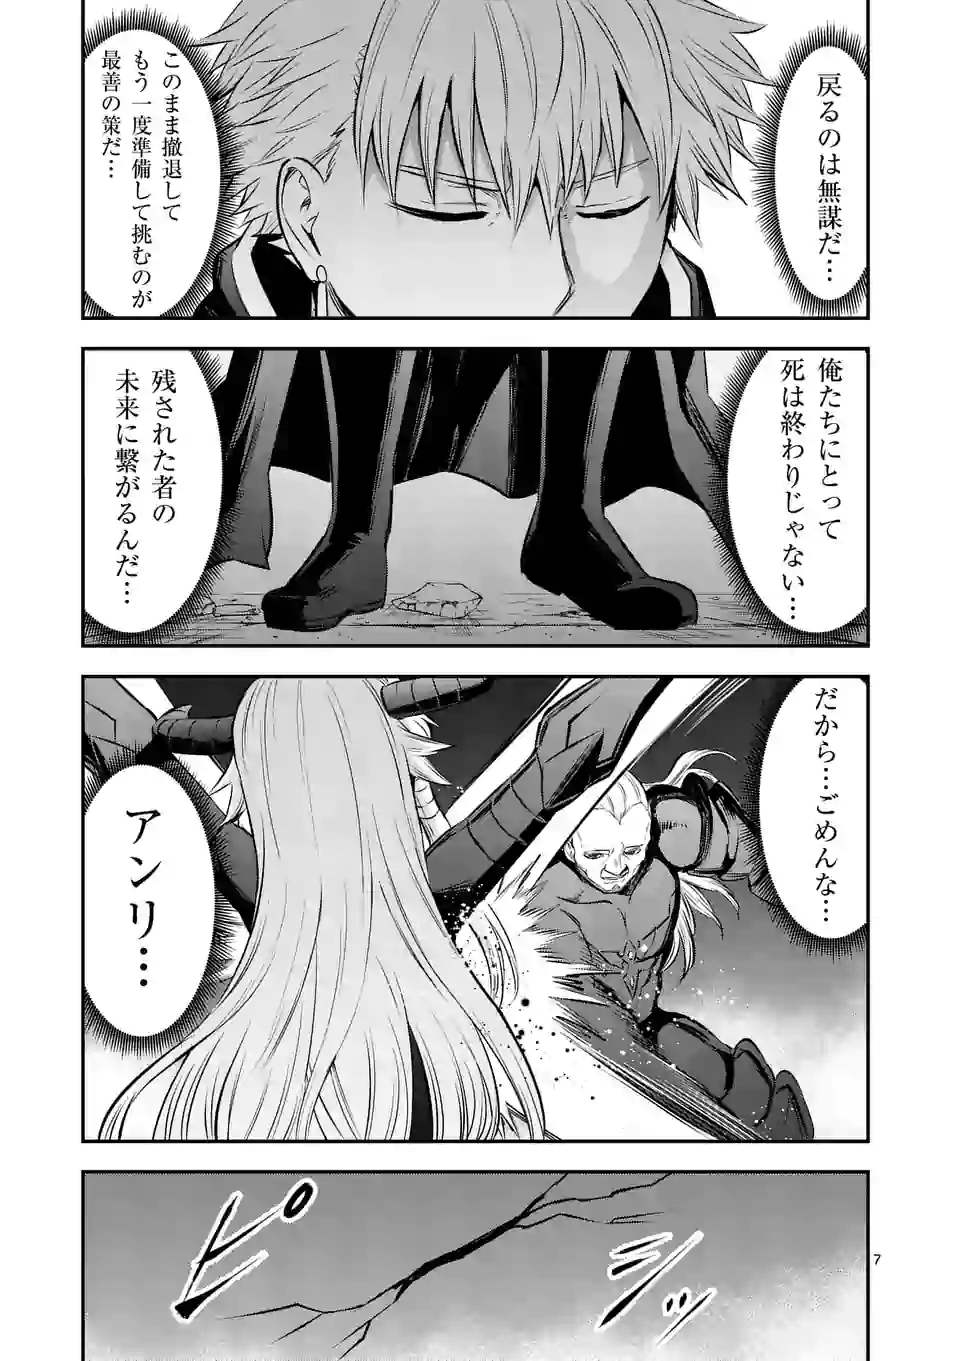 戻るのは無謀だ…
このまま撤退して
もう一度準備して挑むのが
最善の策だ…
俺たちにとって
死は終わりじゃない…
残された者の
未来に繋がるんだ…
だから…ごめんな…
アンリ…
ピシッ
7